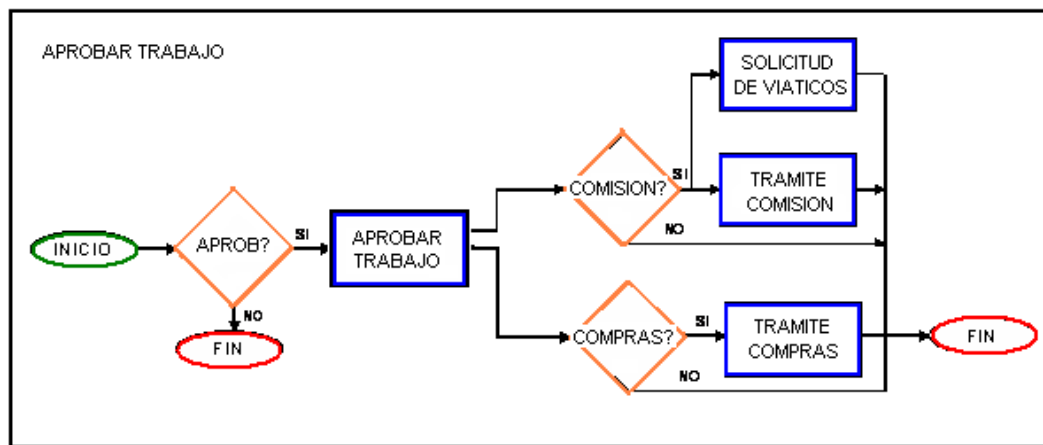 APROBAR TRABAJO
SOLICITUD
DE VIATICOS
COMISION?
SI
TRAMITE
COMISION
NO
INICIO
APROB?
SI
APROBAR
TRABAJO
NO
FIN
COMPRAS?
SI
TRAMITE
COMPRAS
NO
FIN